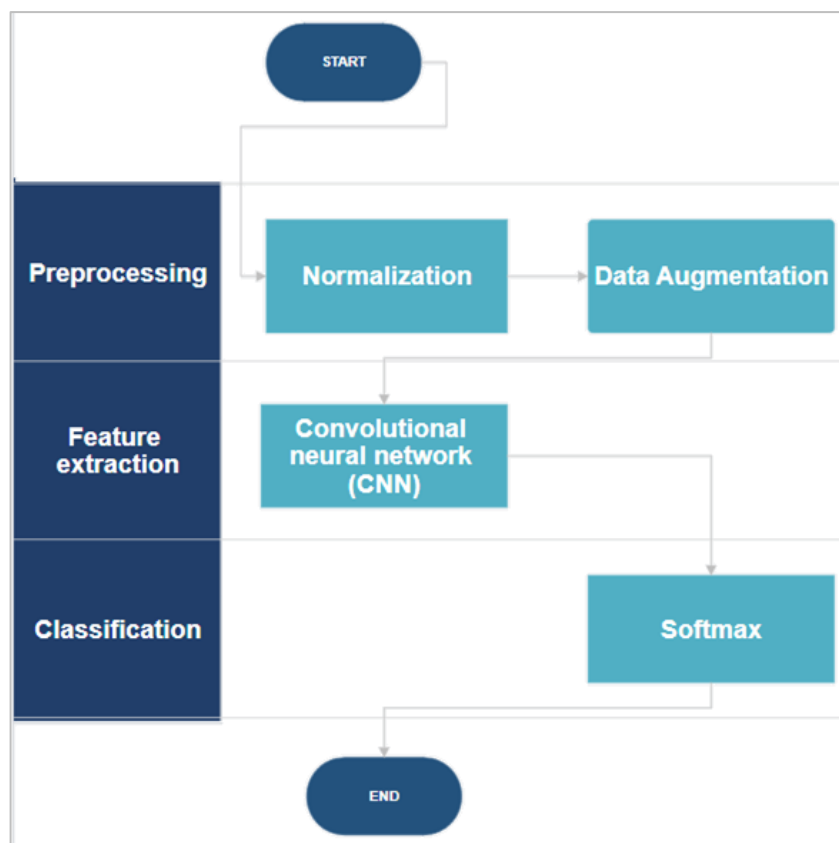 START
Preprocessing
Normalization
Data Augmentation
Feature
extraction
Convolutional
neural network
(CNN)
Classification
Softmax
END